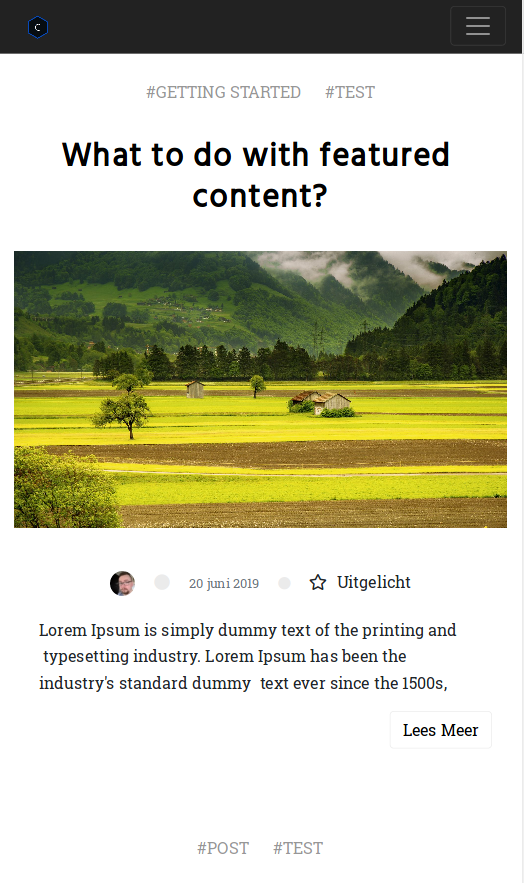 C
#GETTING STARTED #TEST
What to do with featured
content?
20 juni 2019 Uitgelicht
Lorem Ipsum is simply dummy text of the printing and
typesetting industry. Lorem Ipsum has been the
industry's standard dummy text ever since the 1500s,
Lees Meer
#POST #TEST